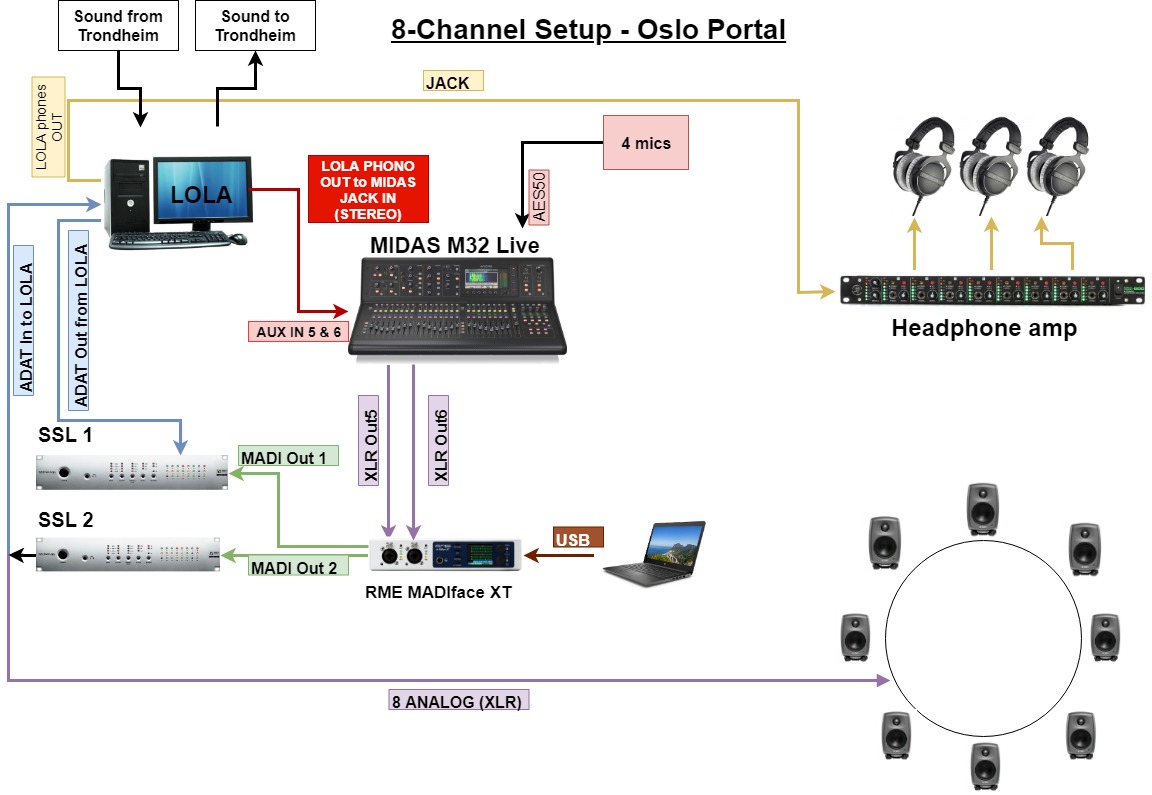 Sound from
Trondheim
Sound to
Trondheim
8-Channel Setup - Oslo Portal
JACK
LOLA phones
OUT
4 mics
LOLA
LOLA PHONO
OUT to MIDAS
JACK IN
(STEREO)
AES50
MIDAS M32 Live
ADAT In to LOLA
ADAT Out from LOLA
AUX IN 5 & 6
Headphone amp
XLR Out5
XLR Out6
SSL 1
MADI Out 1
SSL 2
MADI Out 2
USB
RME MADIface XT
8 ANALOG (XLR)